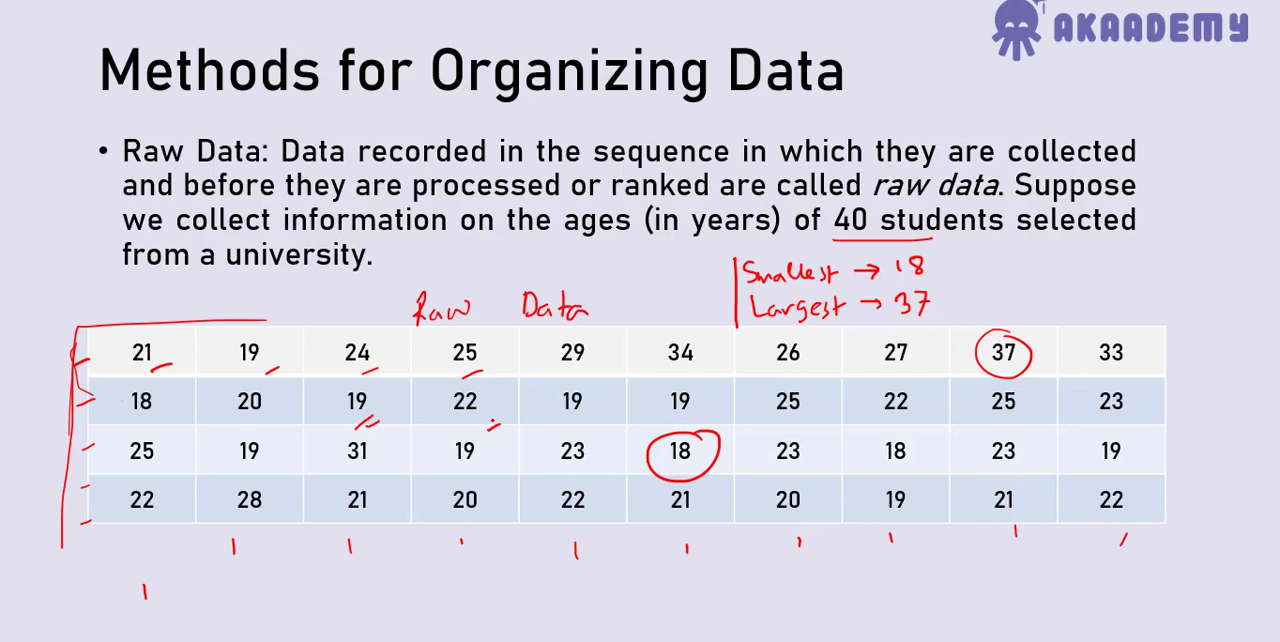 AKAADEMY
Methods for Organizing Data
• Raw Data: Data recorded in the sequence in which they are collected
and before they are processed or ranked are called raw data. Suppose
we collect information on the ages (in years) of 40 students selected
from a university.
Smallest → 18
Largest → 37
Raw Data
21 19 24 25 29 34 26 27 37 33
18 20 19 22 19 19 25 22 25 23
25 19 31 19 23 18 23 18 23 19
22 28 21 20 22 21 20 19 21 22